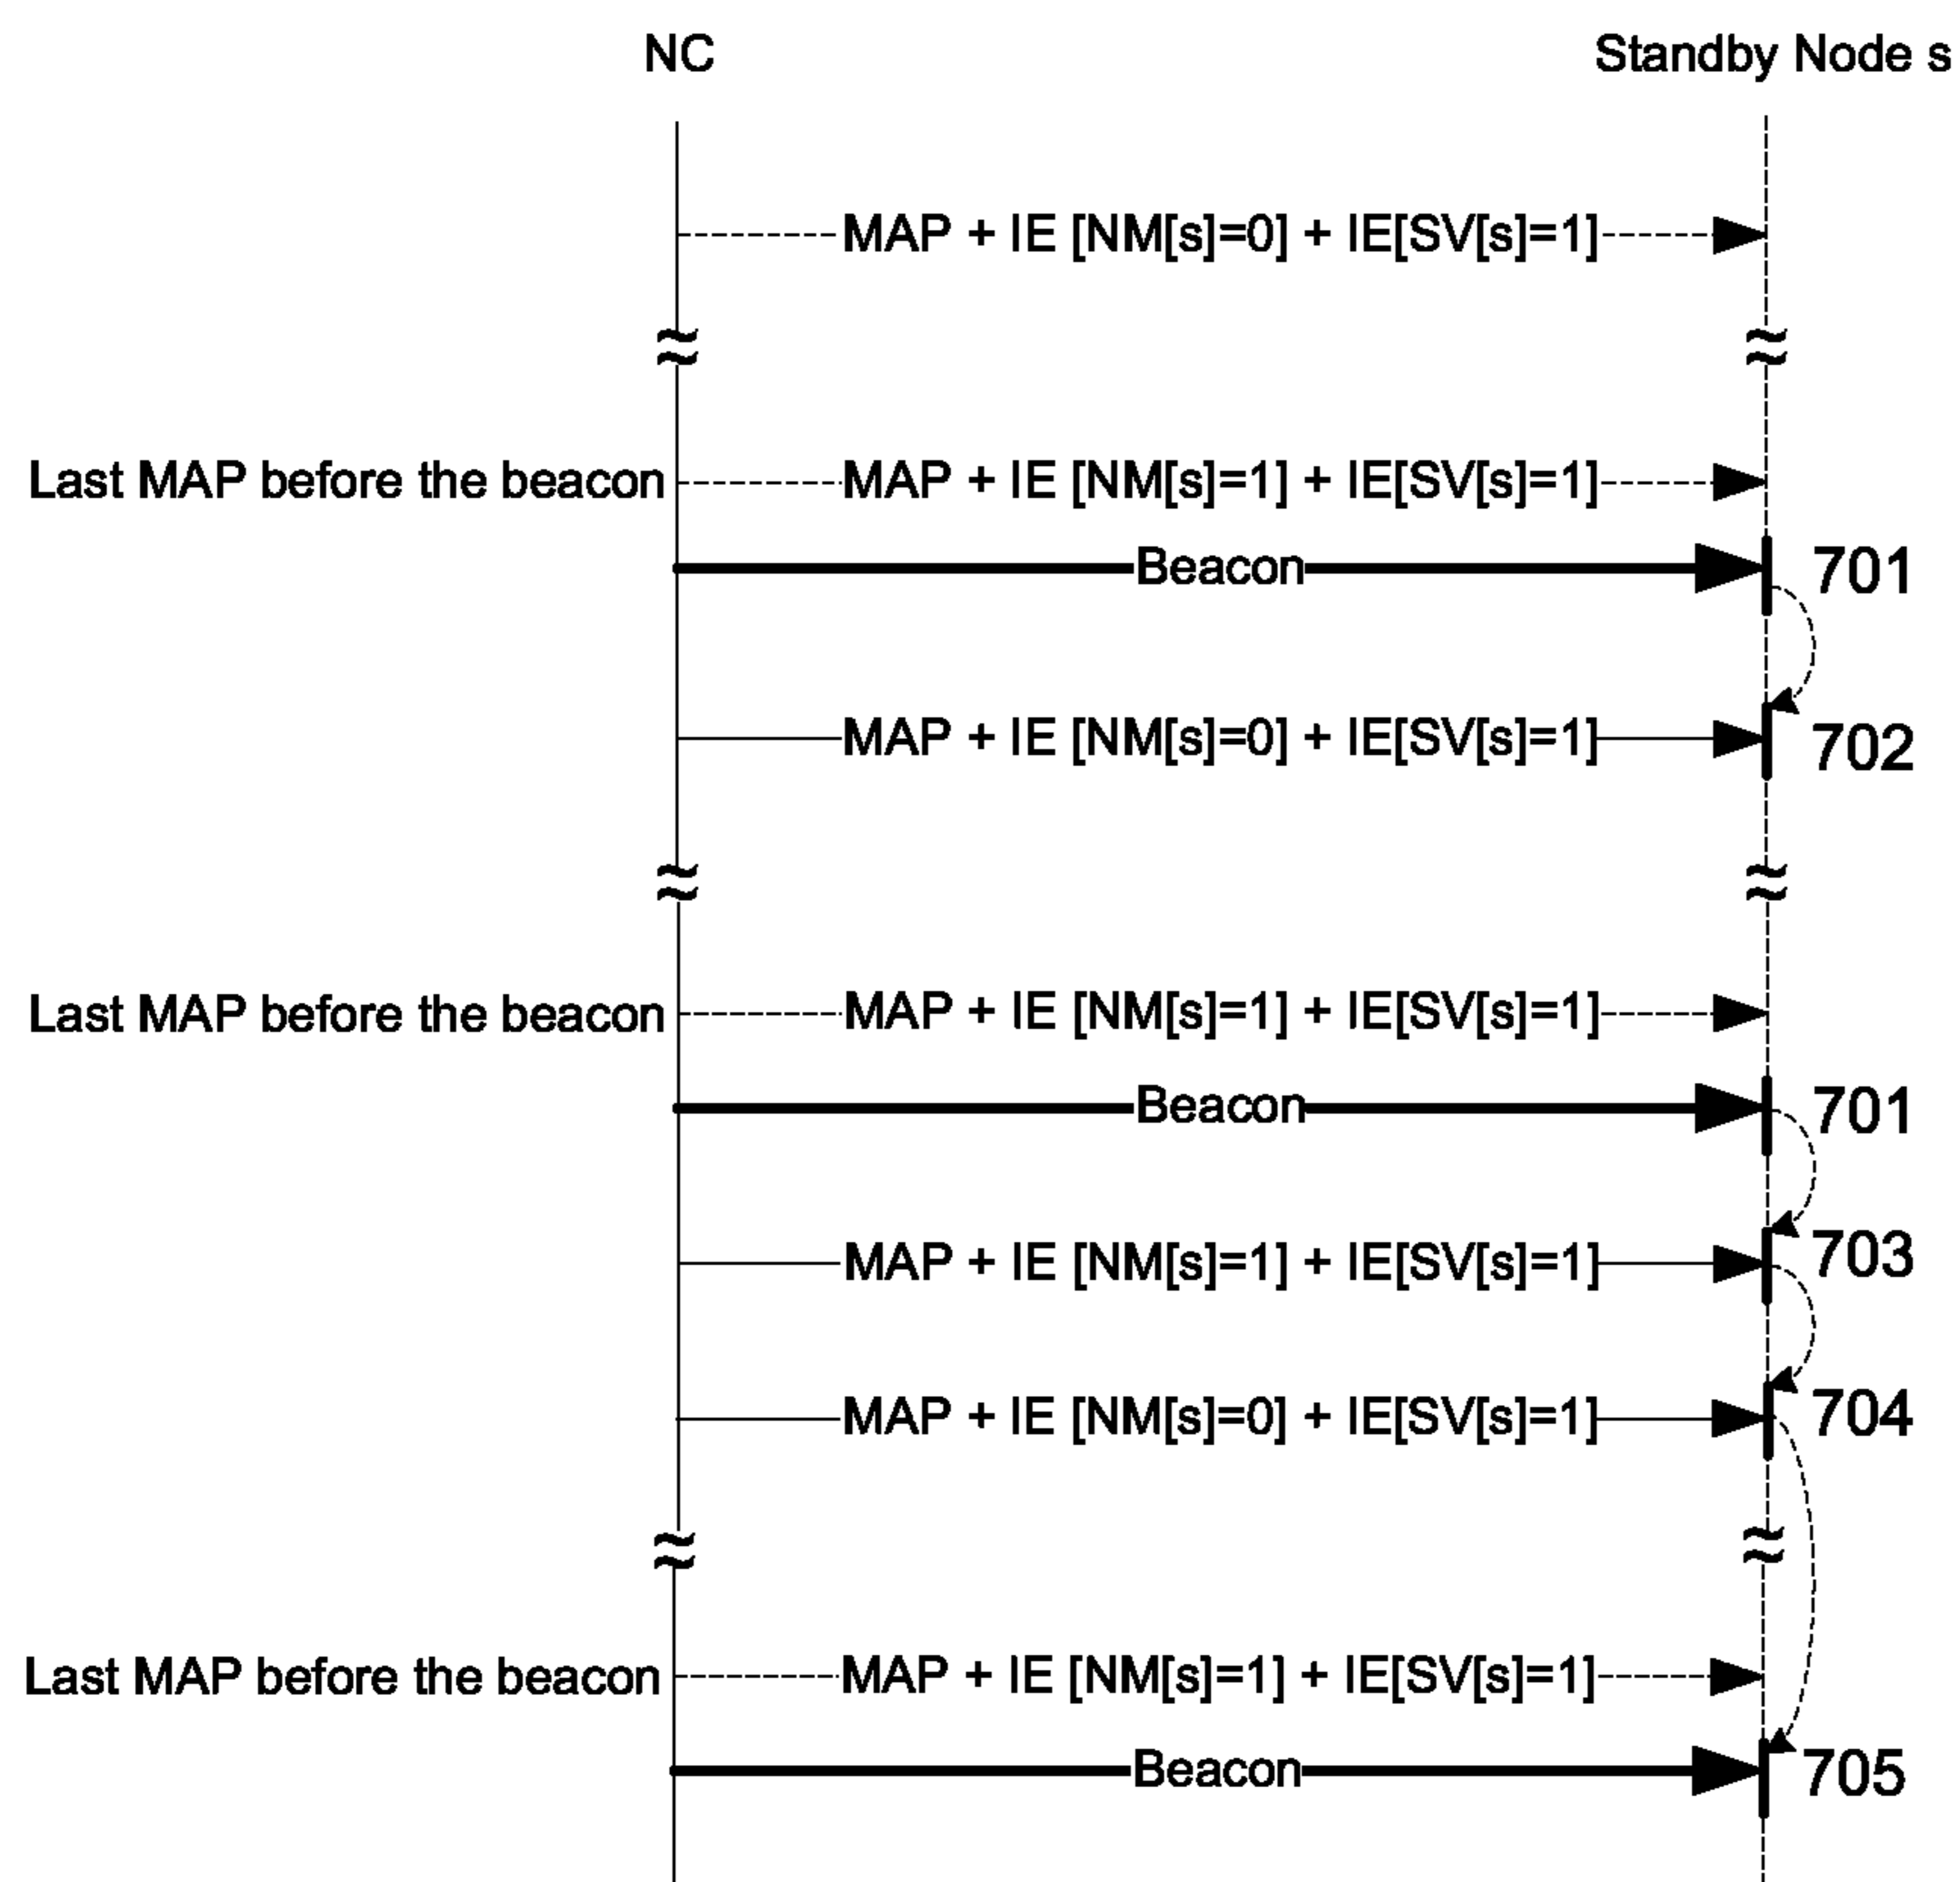 NC
Standby Node s
MAP + IE [NM[s]=0] + IE[SV[s]=1]
Last MAP before the beacon
MAP + IE [NM[s]=1] + IE[SV[s]=1]
Beacon
701
MAP + IE [NM[s]=0] + IE[SV[s]=1]
702
Last MAP before the beacon
MAP + IE [NM[s]=1] + IE[SV[s]=1]
Beacon
701
MAP + IE [NM[s]=1] + IE[SV[s]=1]
703
MAP + IE [NM[s]=0] + IE[SV[s]=1]
704
Last MAP before the beacon
MAP + IE [NM[s]=1] + IE[SV[s]=1]
Beacon
705